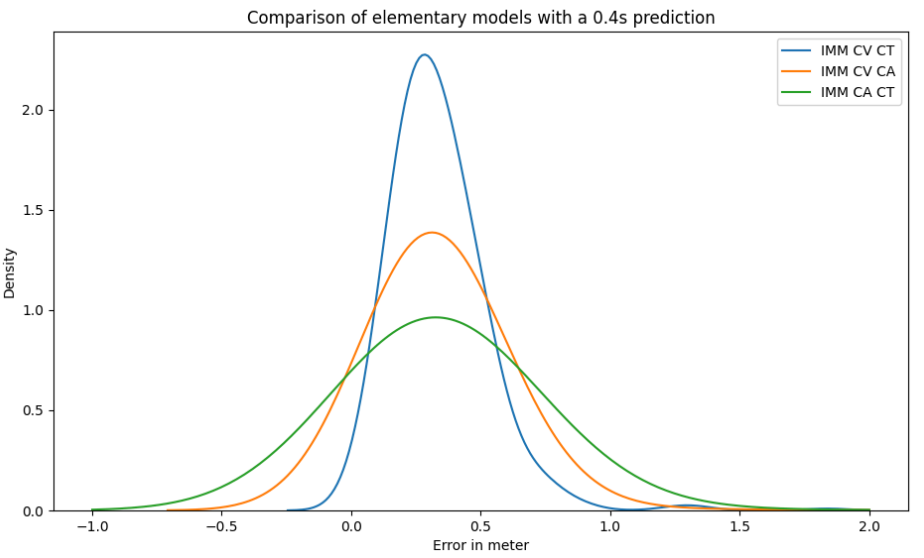 Comparison of elementary models with a 0.4s prediction
IMM CV CT
IMM CV CA
IMM CA CT
Density
2.0
1.5
1.0
0.5
0.0
−1.0 −0.5 0.0 0.5 1.0 1.5 2.0
Error in meter